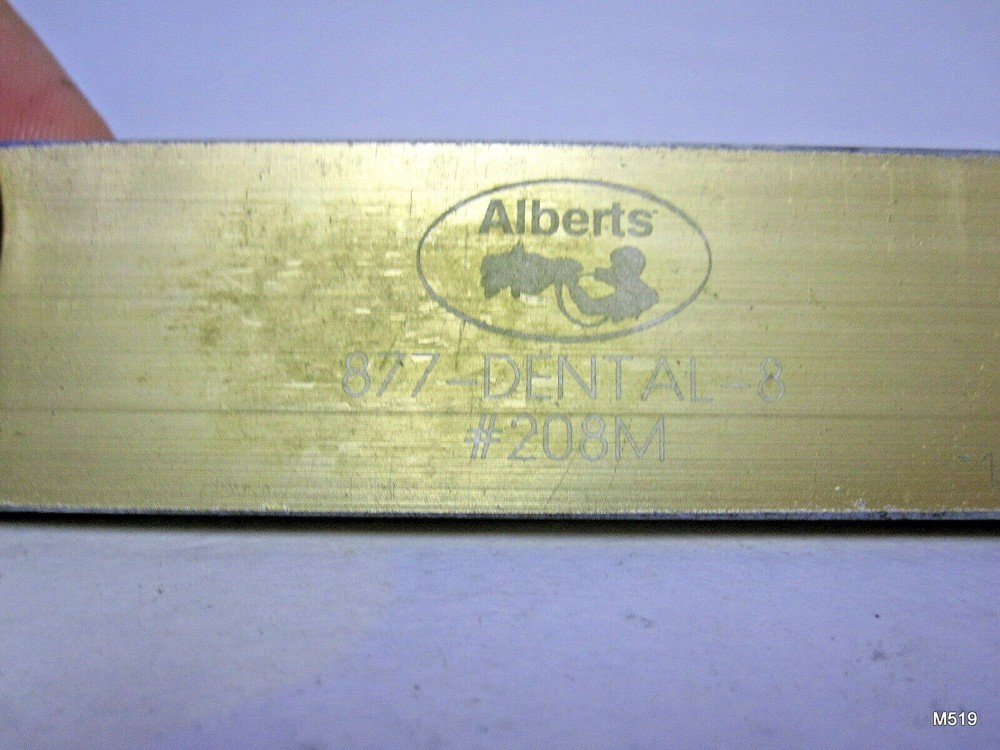 Alberts
877-DENTAL-8
#208M
M519